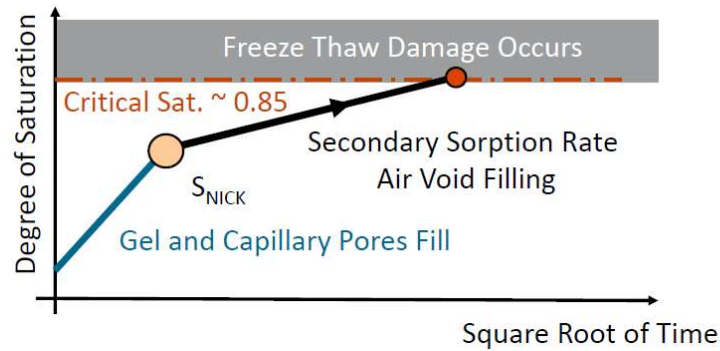 Freeze Thaw Damage Occurs
Critical Sat. ~ 0.85
Secondary Sorption Rate
Air Void Filling
SNICK
Gel and Capillary Pores Fill
Degree of Saturation
Square Root of Time